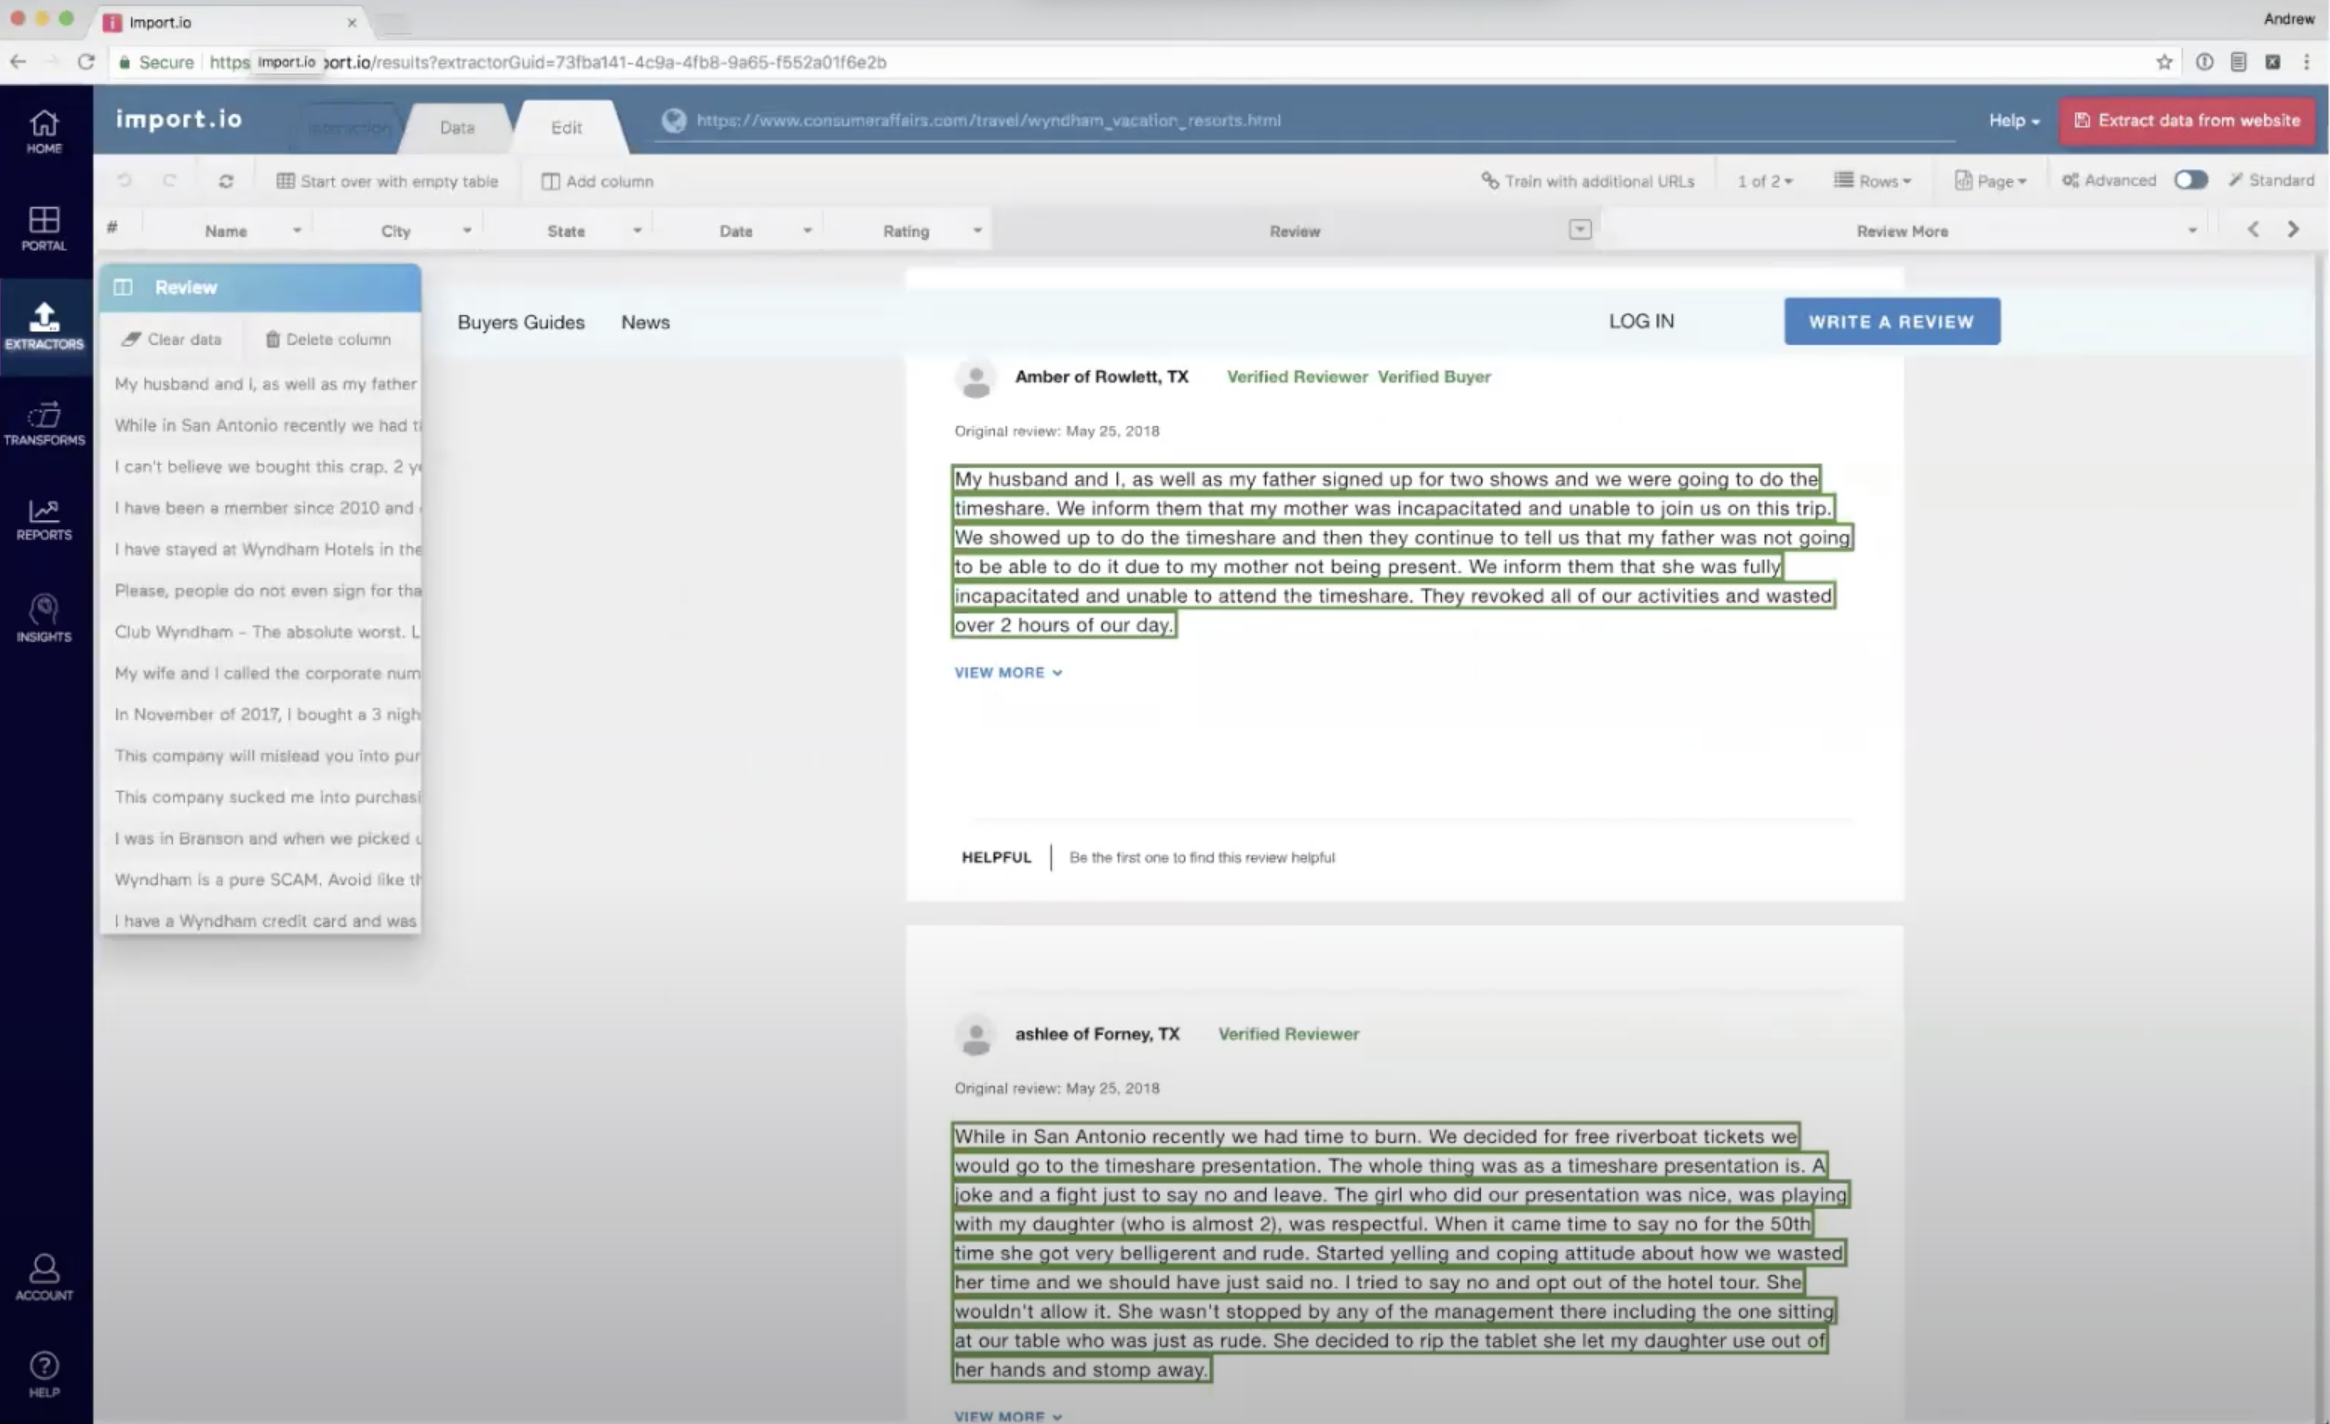 Import.io
Andrew
Secure
https
Import.io
port.io/results?extractorGuid=73fba141-4c9a-4fb8-9a65-f552a01f6e2b
HOME
PORTAL
EXTRACTORS
TRANSFORMS
REPORTS
INSIGHTS
ACCOUNT
HELP
import.io
Interaction
Data
Edit
https://www.consumeraffairs.com/travel/wyndham_vacation_resorts.html
Help
Extract data from website
Start over with empty table
Add column
Train with additional URLs
1 of 2
Rows
Page
Advanced
Standard
#
Name
City
State
Date
Rating
Review
Review More
Review
Clear data
Delete column
My husband and I, as well as my father
While in San Antonio recently we had ti
I can't believe we bought this crap. 2 ye
I have been a member since 2010 and
I have stayed at Wyndham Hotels in the
Please, people do not even sign for tha
Club Wyndham - The absolute worst. L
My wife and I called the corporate num
In November of 2017, I bought a 3 nigh
This company will mislead you into pur
This company sucked me into purchasi
I was in Branson and when we picked u
Wyndham is a pure SCAM. Avoid like th
I have a Wyndham credit card and was
Buyers Guides
News
LOG IN
WRITE A REVIEW
Amber of Rowlett, TX
Verified Reviewer
Verified Buyer
Original review: May 25, 2018
My husband and I, as well as my father signed up for two shows and we were going to do the
timeshare. We inform them that my mother was incapacitated and unable to join us on this trip.
We showed up to do the timeshare and then they continue to tell us that my father was not going
to be able to do it due to my mother not being present. We inform them that she was fully
incapacitated and unable to attend the timeshare. They revoked all of our activities and wasted
over 2 hours of our day.
VIEW MORE
HELPFUL
Be the first one to find this review helpful
ashlee of Forney, TX
Verified Reviewer
Original review: May 25, 2018
While in San Antonio recently we had time to burn. We decided for free riverboat tickets we
would go to the timeshare presentation. The whole thing was as a timeshare presentation is. A
joke and a fight just to say no and leave. The girl who did our presentation was nice, was playing
with my daughter (who is almost 2), was respectful. When it came time to say no for the 50th
time she got very belligerent and rude. Started yelling and coping attitude about how we wasted
her time and we should have just said no. I tried to say no and opt out of the hotel tour. She
wouldn't allow it. She wasn't stopped by any of the management there including the one sitting
at our table who was just as rude. She decided to rip the tablet she let my daughter use out of
her hands and stomp away.
VIEW MORE